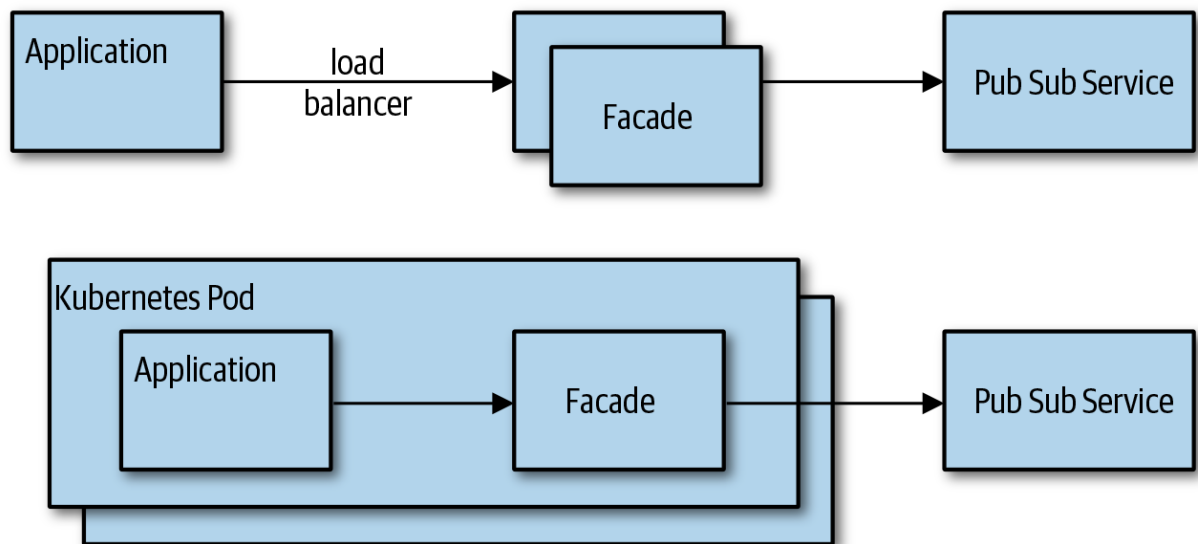 Application
load
balancer
Facade
Pub Sub Service
Kubernetes Pod
Application
Facade
Pub Sub Service